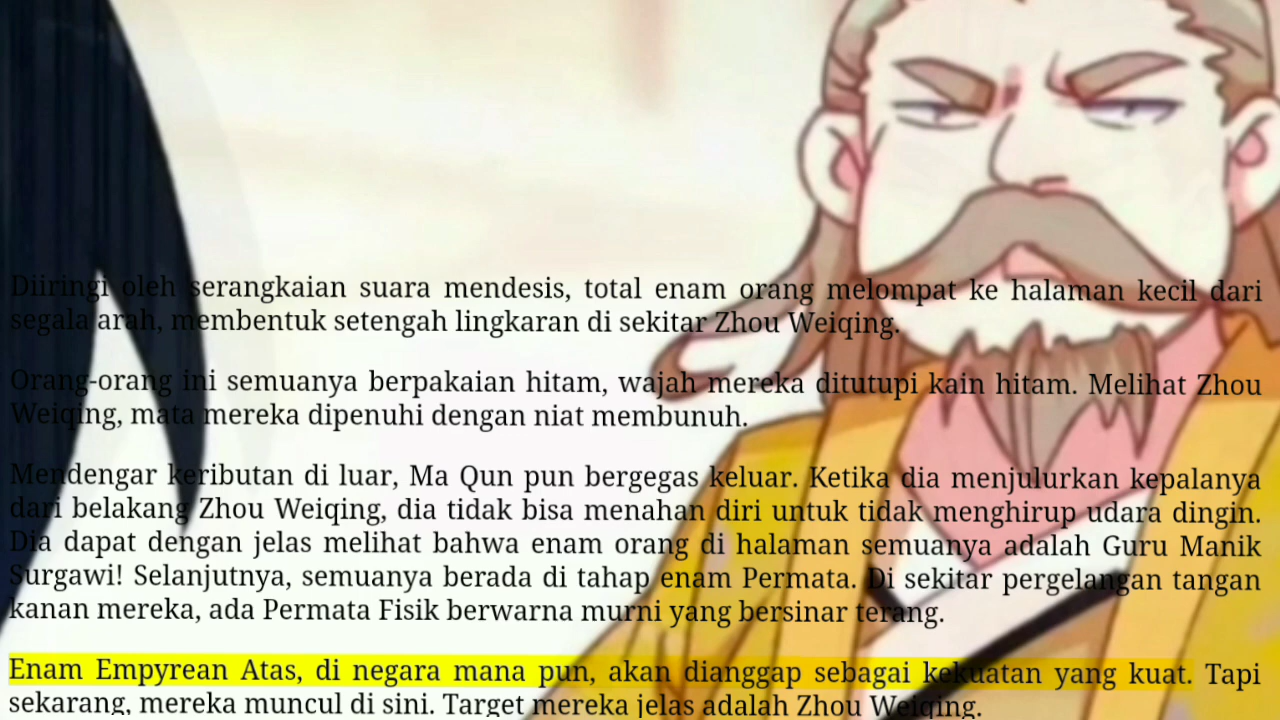 Diiringi oleh serangkaian suara mendesis, total enam orang melompat ke halaman kecil dari
segala arah, membentuk setengah lingkaran di sekitar Zhou Weiqing.
Orang-orang ini semuanya berpakaian hitam, wajah mereka ditutupi kain hitam. Melihat Zhou
Weiqing, mata mereka dipenuhi dengan niat membunuh.
Mendengar keributan di luar, Ma Qun pun bergegas keluar. Ketika dia menjulurkan kepalanya
dari belakang Zhou Weiqing, dia tidak bisa menahan diri untuk tidak menghirup udara dingin.
Dia dapat dengan jelas melihat bahwa enam orang di halaman semuanya adalah Guru Manik
Surgawi! Selanjutnya, semuanya berada di tahap enam Permata. Di sekitar pergelangan tangan
kanan mereka, ada Permata Fisik berwarna murni yang bersinar terang.
Enam Empyrean Atas, di negara mana pun, akan dianggap sebagai kekuatan yang kuat. Tapi
sekarang, mereka muncul di sini. Target mereka jelas adalah Zhou Weiqing.